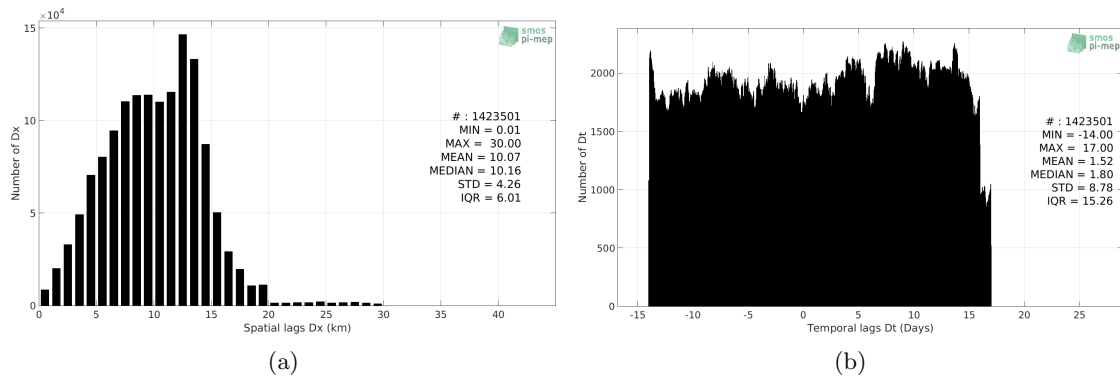 ×10⁴
15
10
5
0
Number of Dx
0 5 10 15 20 25 30 40
Spatial lags Dx (km)
smos
pi-mep
# : 1423501
MIN = 0.01
MAX = 30.00
MEAN = 10.07
MEDIAN = 10.16
STD = 4.26
IQR = 6.01
(a)
2000
1500
1000
500
0
Number of Dt
-15 -10 -5 0 5 10 15 20 25
Temporal lags Dt (Days)
smos
pi-mep
# : 1423501
MIN = -14.00
MAX = 17.00
MEAN = 1.52
MEDIAN = 1.80
STD = 8.78
IQR = 15.26
(b)